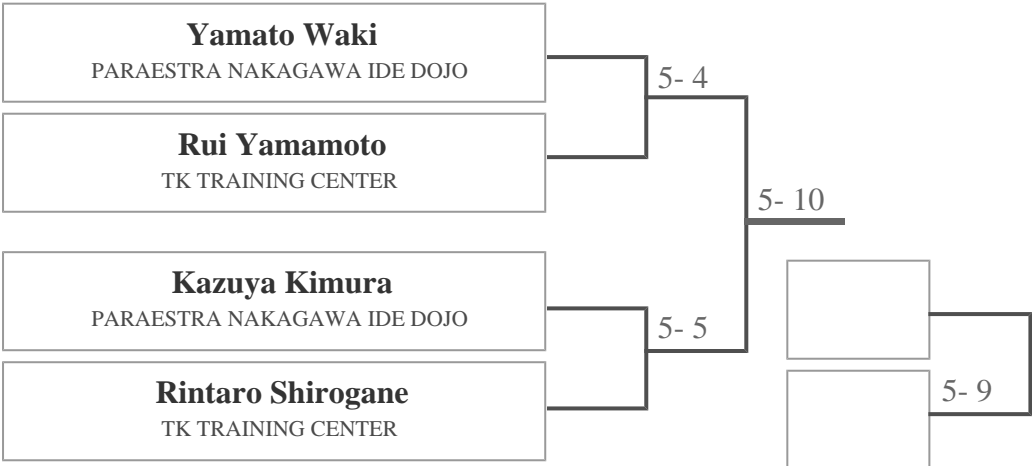 Yamato Waki
PARAESTRA NAKAGAWA IDE DOJO
5- 4
Rui Yamamoto
TK TRAINING CENTER
5- 10
Kazuya Kimura
PARAESTRA NAKAGAWA IDE DOJO
5- 5
Rintaro Shirogane
TK TRAINING CENTER
5- 9